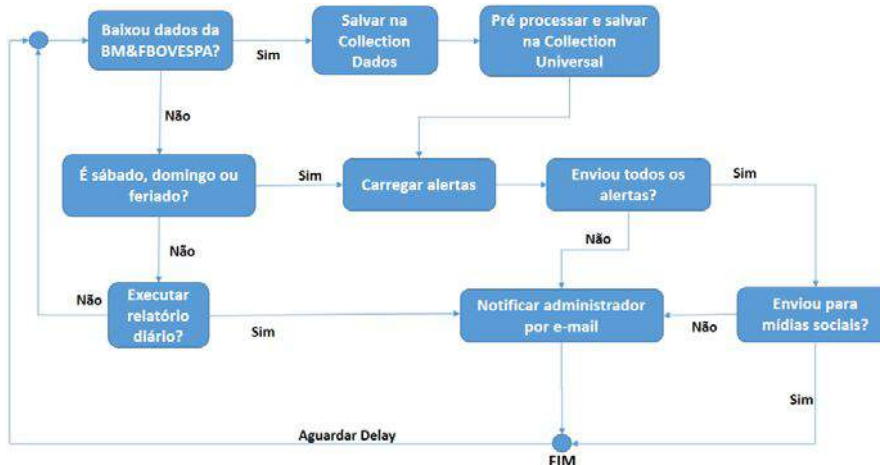 Baixou dados da
BM&FBOVESPA?
Sim
Salvar na
Collection
Dados
Pré processar e salvar
na Collection
Universal
Não
É sábado, domingo ou
feriado?
Sim
Carregar alertas
Enviou todos os
alertas?
Sim
Não
Não
Executar
relatório
diário?
Não
Sim
Notificar administrador
por e-mail
Não
Enviou para
mídias sociais?
Sim
Aguardar Delay
FIM